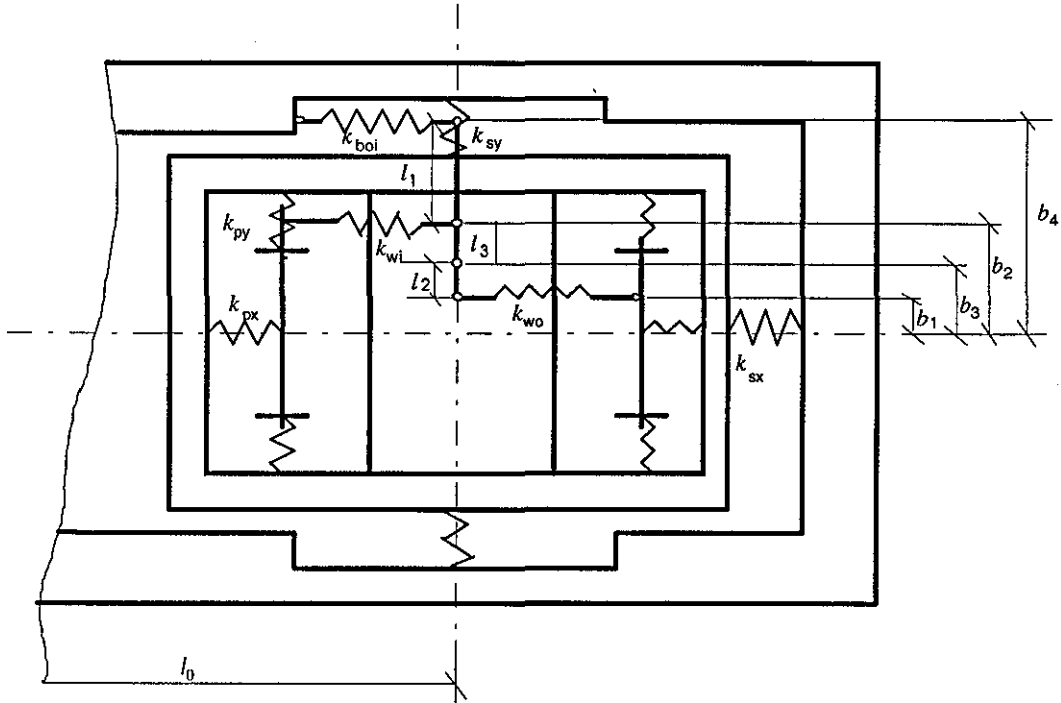 k_boi
k_sy
l_1
b_4
k_py
k_wi
l_3
b_2
l_2
b_3
k_px
k_wo
b_1
k_sx
l_0